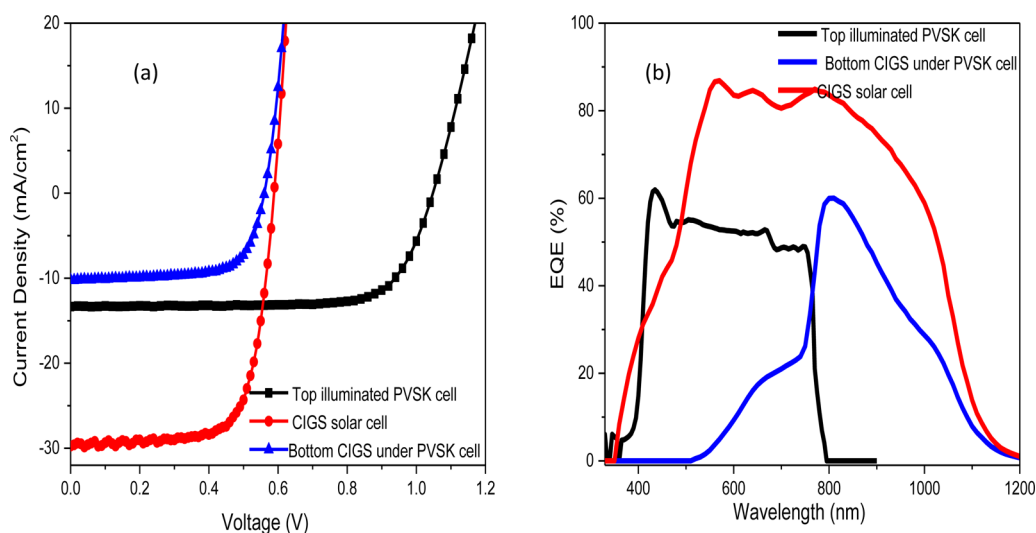 (a)
20
10
0
-10
-20
-30
Current Density (mA/cm²)
0.0 0.2 0.4 0.6 0.8 1.0 1.2
Voltage (V)
Top illuminated PVSK cell
CIGS solar cell
Bottom CIGS under PVSK cell
(b)
100
80
60
40
20
0
EQE (%)
400 600 800 1000 1200
Wavelength (nm)
Top illuminated PVSK cell
Bottom CIGS under PVSK cell
CIGS solar cell